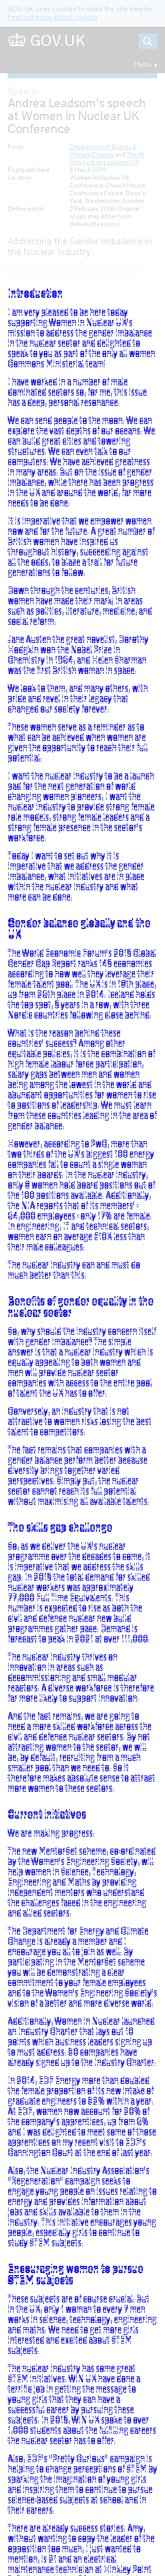 GOV.UK uses cookies to make the site simpler.
Find out more about cookies
GOV.UK
Menu
Speech
Andrea Leadsom's speech
at Women in Nuclear UK
Conference
From:
Department of Energy &
Climate Change and The Rt
Hon Andrea Leadsom MP
First published:
8 March 2016
Location:
Women in Nuclear UK
Conference, Church House
Conference Centre, Dean's
Yard, Westminster, London
Delivered on:
2 February 2016 (Original
script, may differ from
delivered version)
Addressing the Gender Imbalance in
the Nuclear Industry.
Introduction
I am very pleased to be here today
supporting Women in Nuclear UK's
mission to address the gender imbalance
in the nuclear sector and delighted to
speak to you as part of the only all women
Commons Ministerial team!
I have worked in a number of male
dominated sectors so, for me, this issue
has a deep, personal resonance.
We can send people to the moon. We can
explore the vast depths of our oceans. We
can build great cities and towering
structures. We can even talk to our
computers. We have achieved greatness
in many areas. But on the issue of gender
imbalance, while there has been progress
in the UK and around the world, far more
needs to be done.
It is imperative that we empower women
now and for the future. A great number of
British women have inspired us
throughout history, succeeding against
all the odds, to blaze a trail for future
generations to follow.
Down through the centuries, British
women have made their mark in areas
such as politics, literature, medicine, and
social reform.
Jane Austen the great novelist, Dorothy
Hodgkin won the Nobel Prize in
Chemistry in 1964, and Helen Sharman
was the first British woman in space.
We look to them, and many others, with
pride and revel in their legacy that
changed our society forever.
These women serve as a reminder as to
what can be achieved when women are
given the opportunity to reach their full
potential.
I want the nuclear industry to be a launch
pad for the next generation of world
changing women pioneers. I want the
nuclear industry to provide strong female
role models, strong female leaders and a
strong female presence in the sector's
workforce.
Today I want to set out why it is
imperative that we address the gender
imbalance, what initiatives are in place
within the nuclear industry and what
more can be done.
Gender balance globally and the
UK
The World Economic Forum's 2015 Global
Gender Gap Report ranks 145 economies
according to how well they leverage their
female talent pool. The UK is in 18th place,
up from 26th place in 2014. Iceland holds
the top spot, 6 years in a row, with three
Nordic countries following close behind.
What is the reason behind these
countries' success? Among other
equitable policies, it is the combination of
high female labour force participation,
salary gaps between men and women
being among the lowest in the world and
abundant opportunities for women to rise
to positions of leadership. We must learn
from these countries leading in the area of
gender balance.
However, according to PwC, more than
two thirds of the UK's biggest 100 energy
companies fail to count a single woman
on their boards. In the nuclear industry,
only 8 women hold board positions out of
the 100 positions available. Additionally,
the NIA reports that of its members' -
64,000 employees - only 17% are female.
In engineering, IT and technical sectors,
women earn on average £10K less than
their male colleagues.
The nuclear industry can and must do
much better than this.
Benefits of gender equality in the
nuclear sector
So, why should the industry concern itself
with gender imbalance? The simple
answer is that a nuclear industry which is
equally appealing to both women and
men will provide nuclear sector
companies with access to the entire pool
of talent the UK has to offer.
Conversely, an industry that is not
attractive to women risks losing the best
talent to competitors.
The fact remains that companies with a
gender balance perform better because
diversity brings together varied
perspectives. Simply put, the nuclear
sector cannot reach its full potential
without maximising all available talents.
The skills gap challenge
So, as we deliver the UK's nuclear
programme over the decades to come, it
is imperative that we address the skills
gap. In 2015 the total demand for skilled
nuclear workers was approximately
77,000 Full Time Equivalents. This
number is expected to rise as both the
civil and defence nuclear new build
programmes gather pace. Demand is
forecast to peak in 2021 at over 111,000.
The nuclear industry thrives on
innovation in areas such as
decommissioning and small modular
reactors. A diverse workforce is therefore
far more likely to support innovation.
And the fact remains, we are going to
need a more skilled workforce across the
civil and defence nuclear sectors. By not
attracting women to the sector, we will
be, by default, recruiting from a much
smaller pool than we need to. So it
therefore makes absolute sense to attract
more women to these sectors.
Current initiatives
We are making progress:
The new MentorSet scheme, co-ordinated
by the Women's Engineering Society, will
help women in Science, Technology,
Engineering and Maths by providing
independent mentors who understand
the challenges faced in the engineering
and allied sectors.
The Department for Energy and Climate
Change is already a member and I
encourage you all to join as well. By
participating in the MentorSet scheme
you will be demonstrating a clear
commitment to your female employees
and to the Women's Engineering Society's
vision of a better and more diverse world.
Additionally, Women in Nuclear launched
an Industry Charter that lays out 10
points which business leaders signing up
to must address; 60 companies have
already signed up to the Industry Charter.
In 2014, EDF Energy more than doubled
the female proportion of its new intake of
graduate engineers to 52% within a year.
At EDF, women now account for 20% of
the company's apprentices, up from 6%
and I was delighted to meet some of those
apprentices on my recent visit to EDF's
Cannington Court at the end of last year.
Also, the Nuclear Industry Association's
"Regeneration" campaign seeks to
engage young people on issues relating to
energy and provides information about
jobs and skills available to them in the
industry. This initiative encourages young
people, especially girls to continue to
study STEM subjects.
Encouraging women to pursue
STEM subjects
These subjects are of course crucial. But
in the UK, only 1 woman to every 7 men
works in science, technology, engineering
and maths. We need to get more girls
interested and excited about STEM
subjects.
The nuclear industry has some great
STEM initiatives. WiN UK have done a
terrific job in getting the message to
young girls that they can have a
successful career by pursuing these
subjects. In 2015, WiN UK spoke to over
1,000 students about the fulfilling careers
the nuclear sector has to offer.
Also, EDF's "Pretty Curious" campaign is
helping to change perceptions of STEM by
sparking the imagination of young girls
and inspiring them to continue to pursue
science-based subjects at school and in
their careers.
There are already success stories. Amy,
without wanting to copy the leader of the
opposition too much, I just wanted to
mention, is 21 and an electrical
maintenance technician at Hinkley Point